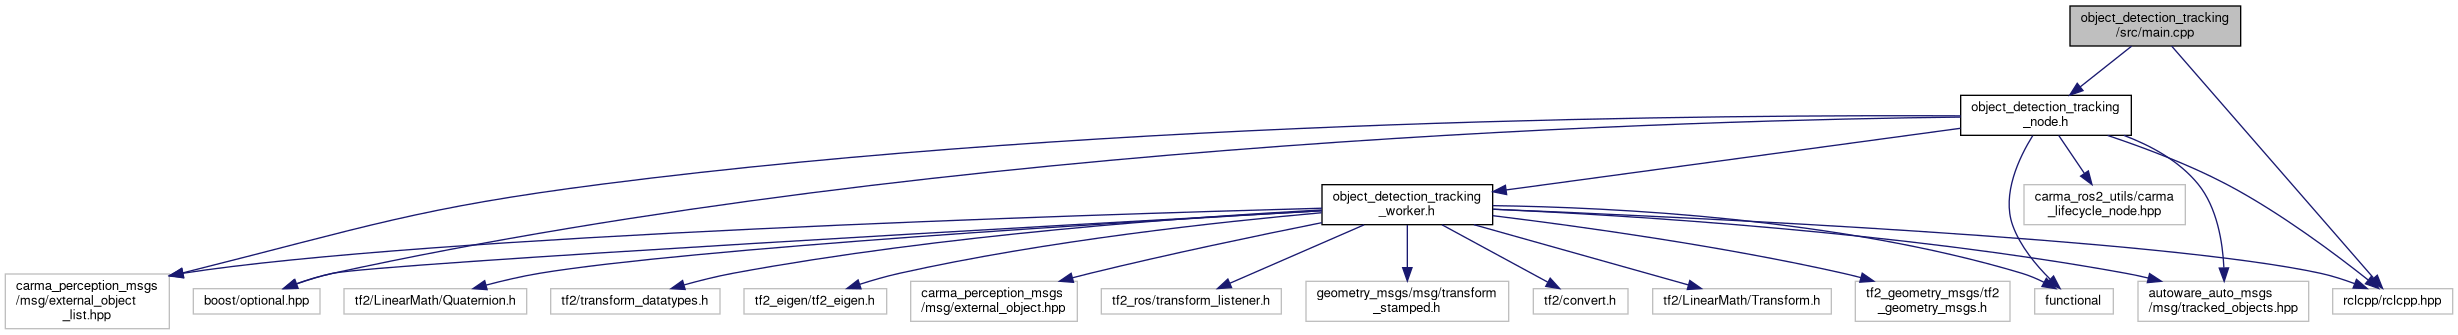 object_detection_tracking
/src/main.cpp
object_detection_tracking
_node.h
object_detection_tracking
_worker.h
carma_ros2_utils/carma
_lifecycle_node.hpp
carma_perception_msgs
/msg/external_object
_list.hpp
boost/optional.hpp
tf2/LinearMath/Quaternion.h
tf2/transform_datatypes.h
tf2_eigen/tf2_eigen.h
carma_perception_msgs
/msg/external_object.hpp
tf2_ros/transform_listener.h
geometry_msgs/msg/transform
_stamped.h
tf2/convert.h
tf2/LinearMath/Transform.h
tf2_geometry_msgs/tf2
_geometry_msgs.h
functional
autoware_auto_msgs
/msg/tracked_objects.hpp
rclcpp/rclcpp.hpp